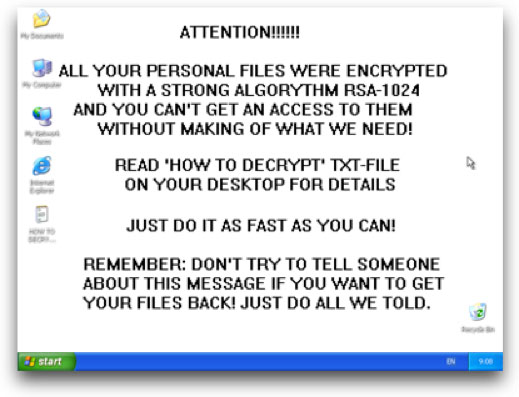 ATTENTION!!!!!!
ALL YOUR PERSONAL FILES WERE ENCRYPTED
WITH A STRONG ALGORYTHM RSA-1024
AND YOU CAN'T GET AN ACCESS TO THEM
WITHOUT MAKING OF WHAT WE NEED!
READ 'HOW TO DECRYPT' TXT-FILE
ON YOUR DESKTOP FOR DETAILS
JUST DO IT AS FAST AS YOU CAN!
REMEMBER: DON'T TRY TO TELL SOMEONE
ABOUT THIS MESSAGE IF YOU WANT TO GET
YOUR FILES BACK! JUST DO ALL WE TOLD.
My Documents
My Computer
My Network
Places
Internet
Explorer
HOW TO
DECRY...
Recycle Bin
start
EN
9:08